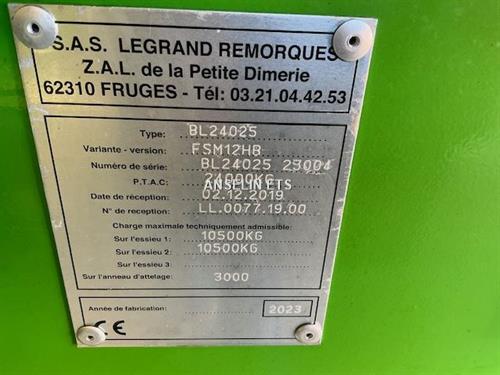 S.A.S. LEGRAND REMORQUES
Z.A.L. de la Petite Dimerie
62310 FRUGES - Tél: 03.21.04.42.53
Type: BL24025
Variante - version: FSM12HR
Numéro de série: BL24025 23004
P.T.A.C: 24000KG
ANSELIN ETS
Date de réception: 02.12.2019
N° de reception: LL.0077.19.00
Charge maximale techniquement admissible:
Sur l'essieu 1: 10500KG
Sur l'essieu 2: 10500KG
Sur l'essieu 3:
Sur l'anneau d'attelage: 3000
Année de fabrication: 2023
CE